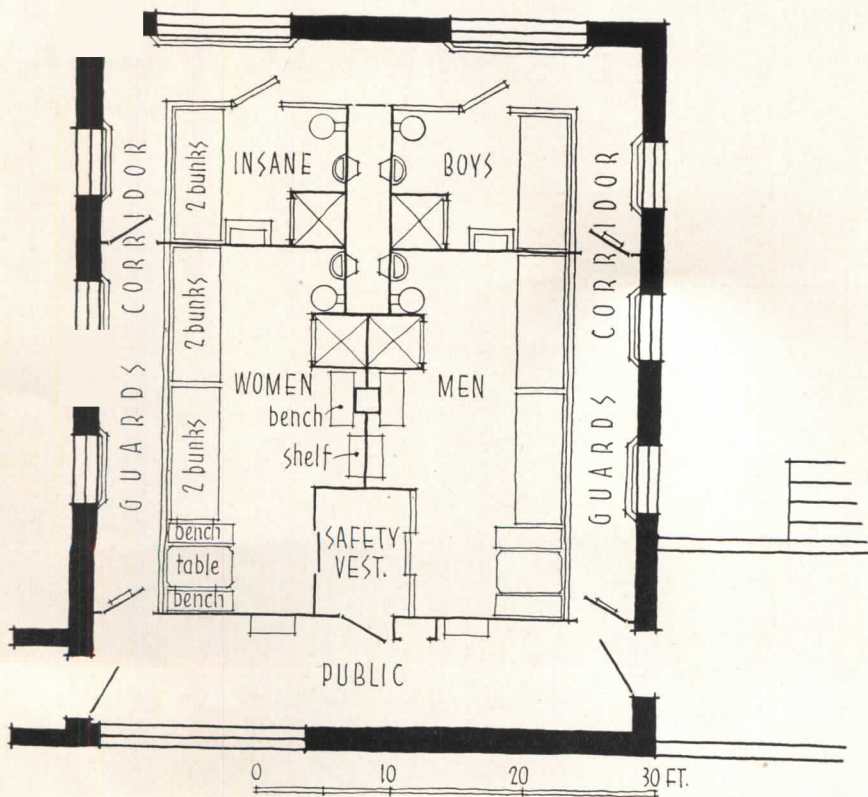 INSANE
BOYS
2 bunks
GUARDS CORRIDOR
GUARDS CORRIDOR
2 bunks
WOMEN
MEN
bench
shelf
2 bunks
bench
table
bench
SAFETY
VEST.
PUBLIC
0 10 20 30 FT.